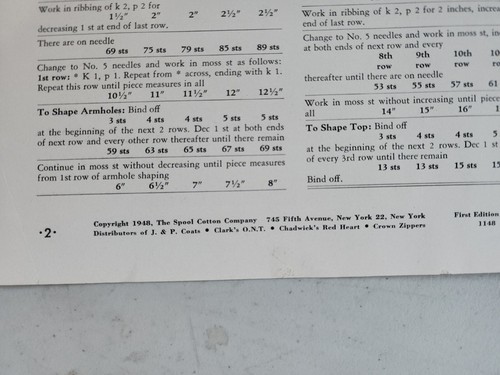 Work in ribbing of k 2, p 2 for
1½" 2" 2" 2½" 2½"
decreasing 1 st at end of last row.
There are on needle
69 sts 75 sts 79 sts 85 sts 89 sts
Change to No. 5 needles and work in moss st as follows:
1st row: * K 1, p 1. Repeat from * across, ending with k 1.
Repeat this row until piece measures in all
10½" 11" 11½" 12" 12½"
To Shape Armholes: Bind off
3 sts 4 sts 4 sts 5 sts 5 sts
at the beginning of the next 2 rows. Dec 1 st at both ends
of next row and every other row thereafter until there remain
59 sts 63 sts 65 sts 67 sts 69 sts
Continue in moss st without decreasing until piece measures
from 1st row of armhole shaping
6" 6½" 7" 7½" 8"
Work in ribbing of k 2, p 2 for 2 inches, increa
end of last row.
Change to No. 5 needles and work in moss st, in
at both ends of next row and every
8th 9th 10th 10
row row row
thereafter until there are on needle
53 sts 55 sts 57 sts 61
Work in moss st without increasing until piece
all 14" 15" 16" 1
To Shape Top: Bind off
3 sts 4 sts 4 sts 5
at the beginning of the next 2 rows. Dec 1 st
of every 3rd row until there remain
13 sts 13 sts 15 sts 15
Bind off.
·2·
Copyright 1948, The Spool Cotton Company 745 Fifth Avenue, New York 22, New York
Distributors of J. & P. Coats • Clark's O.N.T. • Chadwick's Red Heart • Crown Zippers
First Edition
1148